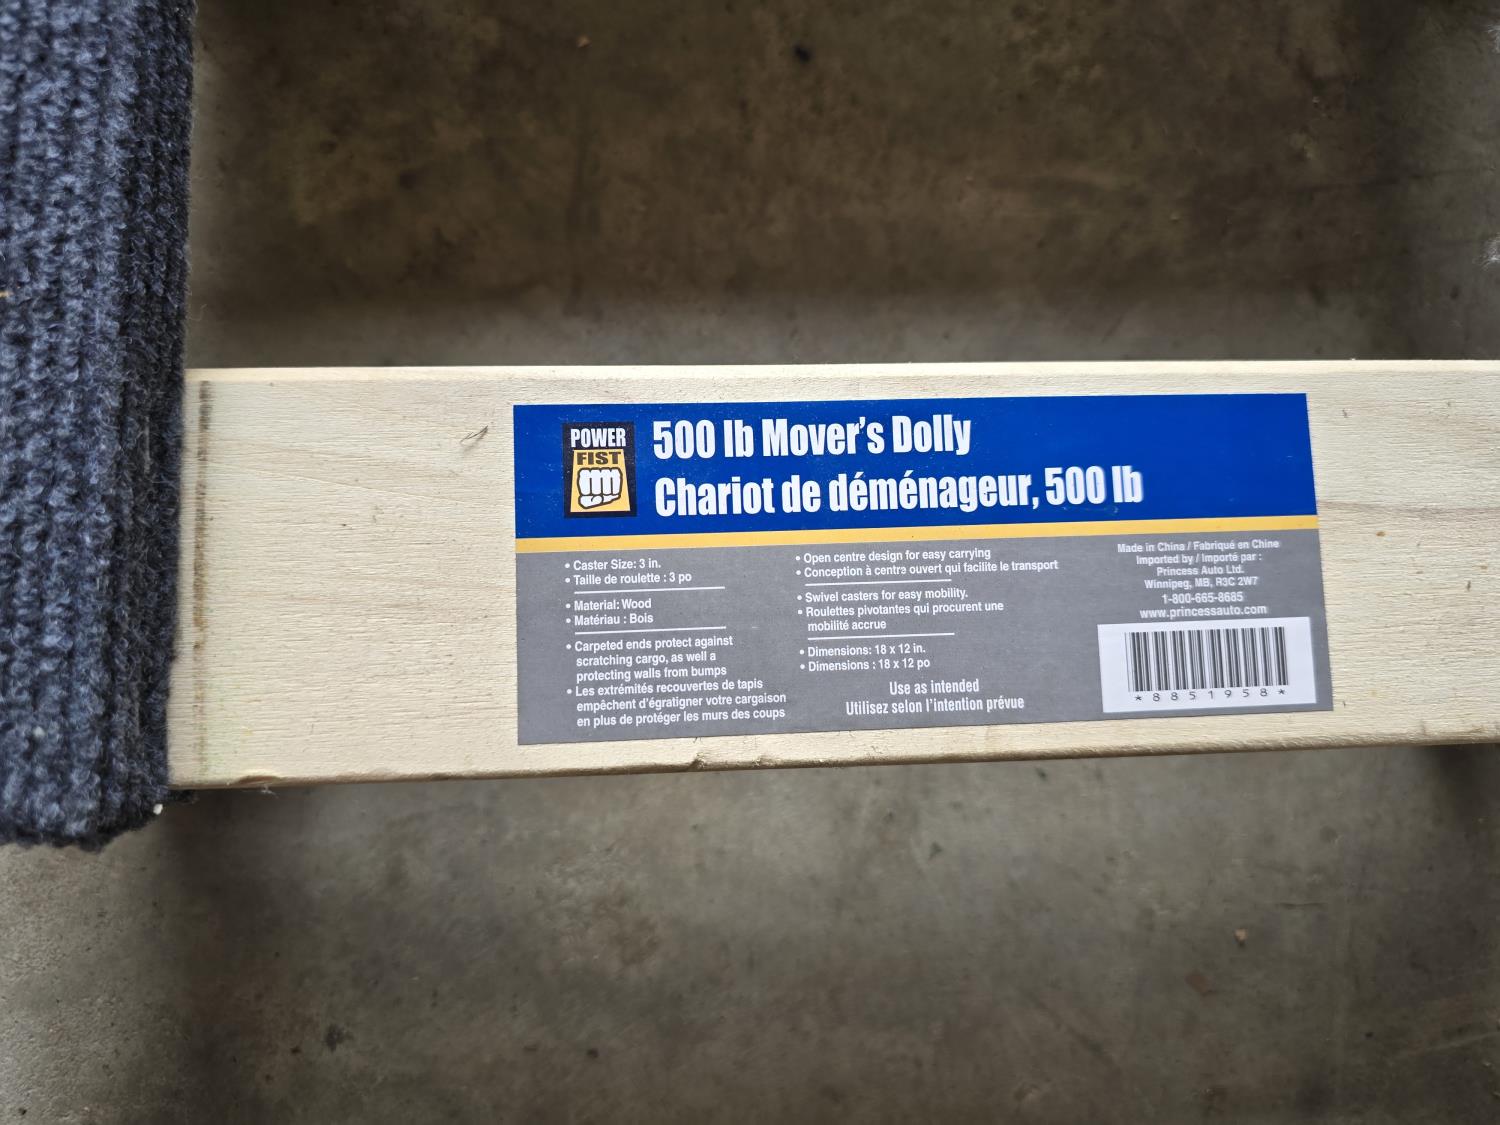 POWER
FIST
500 lb Mover's Dolly
Chariot de déménageur, 500 lb
• Caster Size: 3 in.
• Taille de roulette : 3 po
• Material: Wood
• Matériau : Bois
• Carpeted ends protect against
scratching cargo, as well a
protecting walls from bumps
• Les extrémités recouvertes de tapis
empêchent d'égratigner votre cargaison
en plus de protéger les murs des coups
• Open centre design for easy carrying
• Conception à centre ouvert qui facilite le transport
• Swivel casters for easy mobility.
• Roulettes pivotantes qui procurent une
mobilité accrue
• Dimensions: 18 x 12 in.
• Dimensions : 18 x 12 po
Use as intended
Utilisez selon l'intention prévue
Made in China / Fabriqué en Chine
Imported by / Importé par :
Princess Auto Ltd.
Winnipeg, MB, R3C 2W7
1-800-665-8685
www.princessauto.com
*8851958*